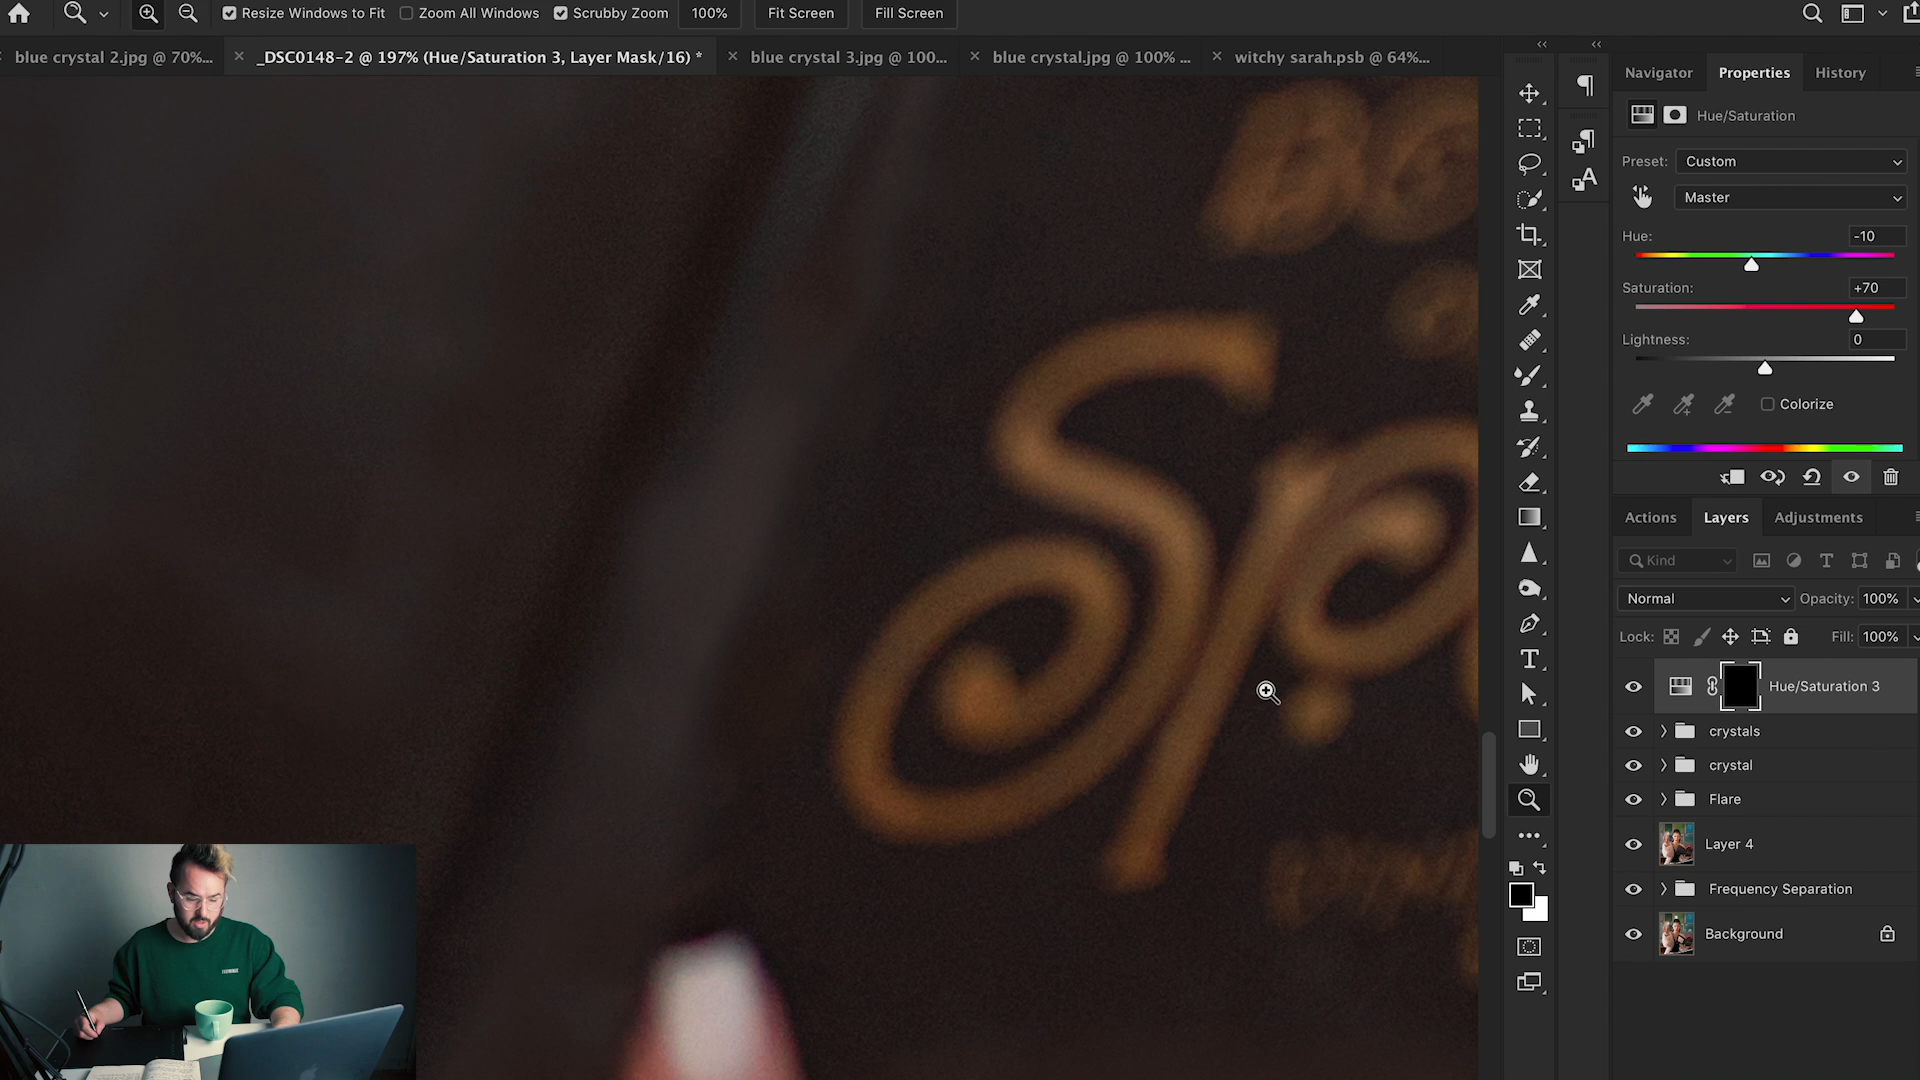 Resize Windows to Fit
Zoom All Windows
Scrubby Zoom
100%
Fit Screen
Fill Screen
blue crystal 2.jpg @ 70%...
_DSC0148-2 @ 197% (Hue/Saturation 3, Layer Mask/16) *
blue crystal 3.jpg @ 100...
blue crystal.jpg @ 100% ...
witchy sarah.psb @ 64%...
Navigator
Properties
History
Hue/Saturation
Preset:
Custom
Master
Hue:
-10
Saturation:
+70
Lightness:
0
Colorize
Actions
Layers
Adjustments
Kind
Normal
Opacity:
100%
Lock:
Fill:
100%
Hue/Saturation 3
crystals
crystal
Flare
Layer 4
Frequency Separation
Background
Sp